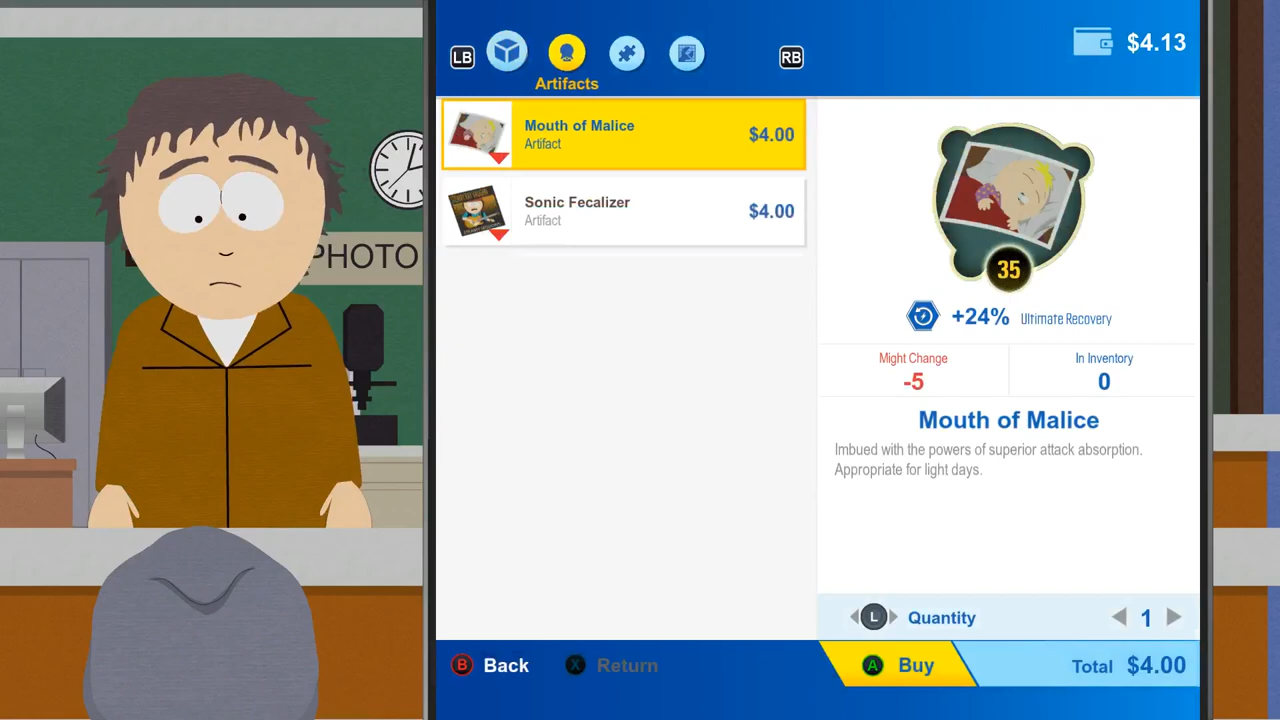 PHOTO
LB
RB
Artifacts
$4.13
Mouth of Malice
Artifact
$4.00
Sonic Fecalizer
Artifact
$4.00
35
+24% Ultimate Recovery
Might Change
-5
In Inventory
0
Mouth of Malice
Imbued with the powers of superior attack absorption.
Appropriate for light days.
L Quantity 1
B Back
X Return
A Buy
Total $4.00